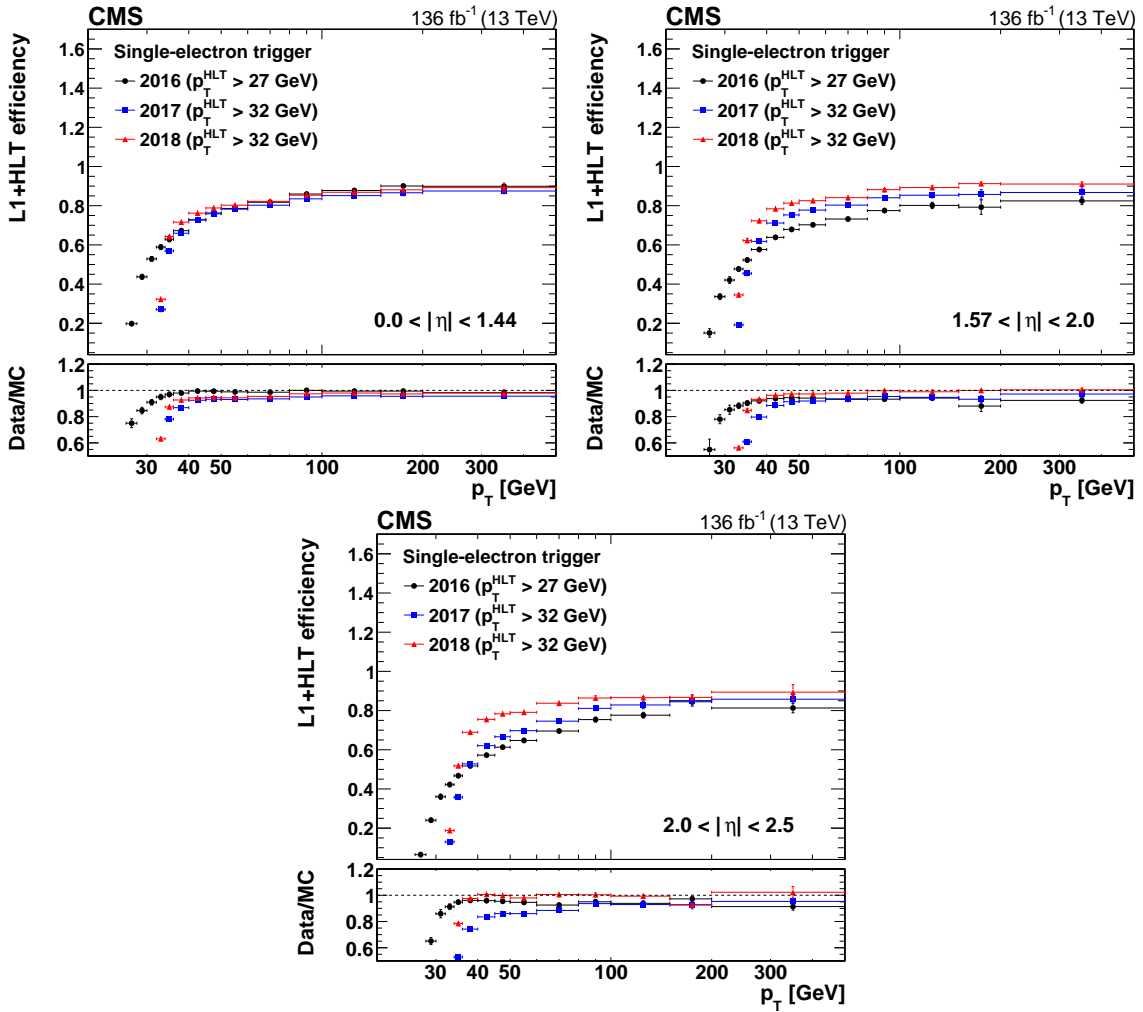 CMS 136 fb⁻¹ (13 TeV)
L1+HLT efficiency
1.6
1.4
1.2
1
0.8
0.6
0.4
0.2
Single-electron trigger
2016 (p_T^HLT > 27 GeV)
2017 (p_T^HLT > 32 GeV)
2018 (p_T^HLT > 32 GeV)
0.0 < |η| < 1.44
Data/MC
1.2
1
0.8
0.6
30 40 50 100 200 300
p_T [GeV]
CMS 136 fb⁻¹ (13 TeV)
L1+HLT efficiency
1.6
1.4
1.2
1
0.8
0.6
0.4
0.2
Single-electron trigger
2016 (p_T^HLT > 27 GeV)
2017 (p_T^HLT > 32 GeV)
2018 (p_T^HLT > 32 GeV)
1.57 < |η| < 2.0
Data/MC
1.2
1
0.8
0.6
30 40 50 100 200 300
p_T [GeV]
CMS 136 fb⁻¹ (13 TeV)
L1+HLT efficiency
1.6
1.4
1.2
1
0.8
0.6
0.4
0.2
Single-electron trigger
2016 (p_T^HLT > 27 GeV)
2017 (p_T^HLT > 32 GeV)
2018 (p_T^HLT > 32 GeV)
2.0 < |η| < 2.5
Data/MC
1.2
1
0.8
0.6
30 40 50 100 200 300
p_T [GeV]